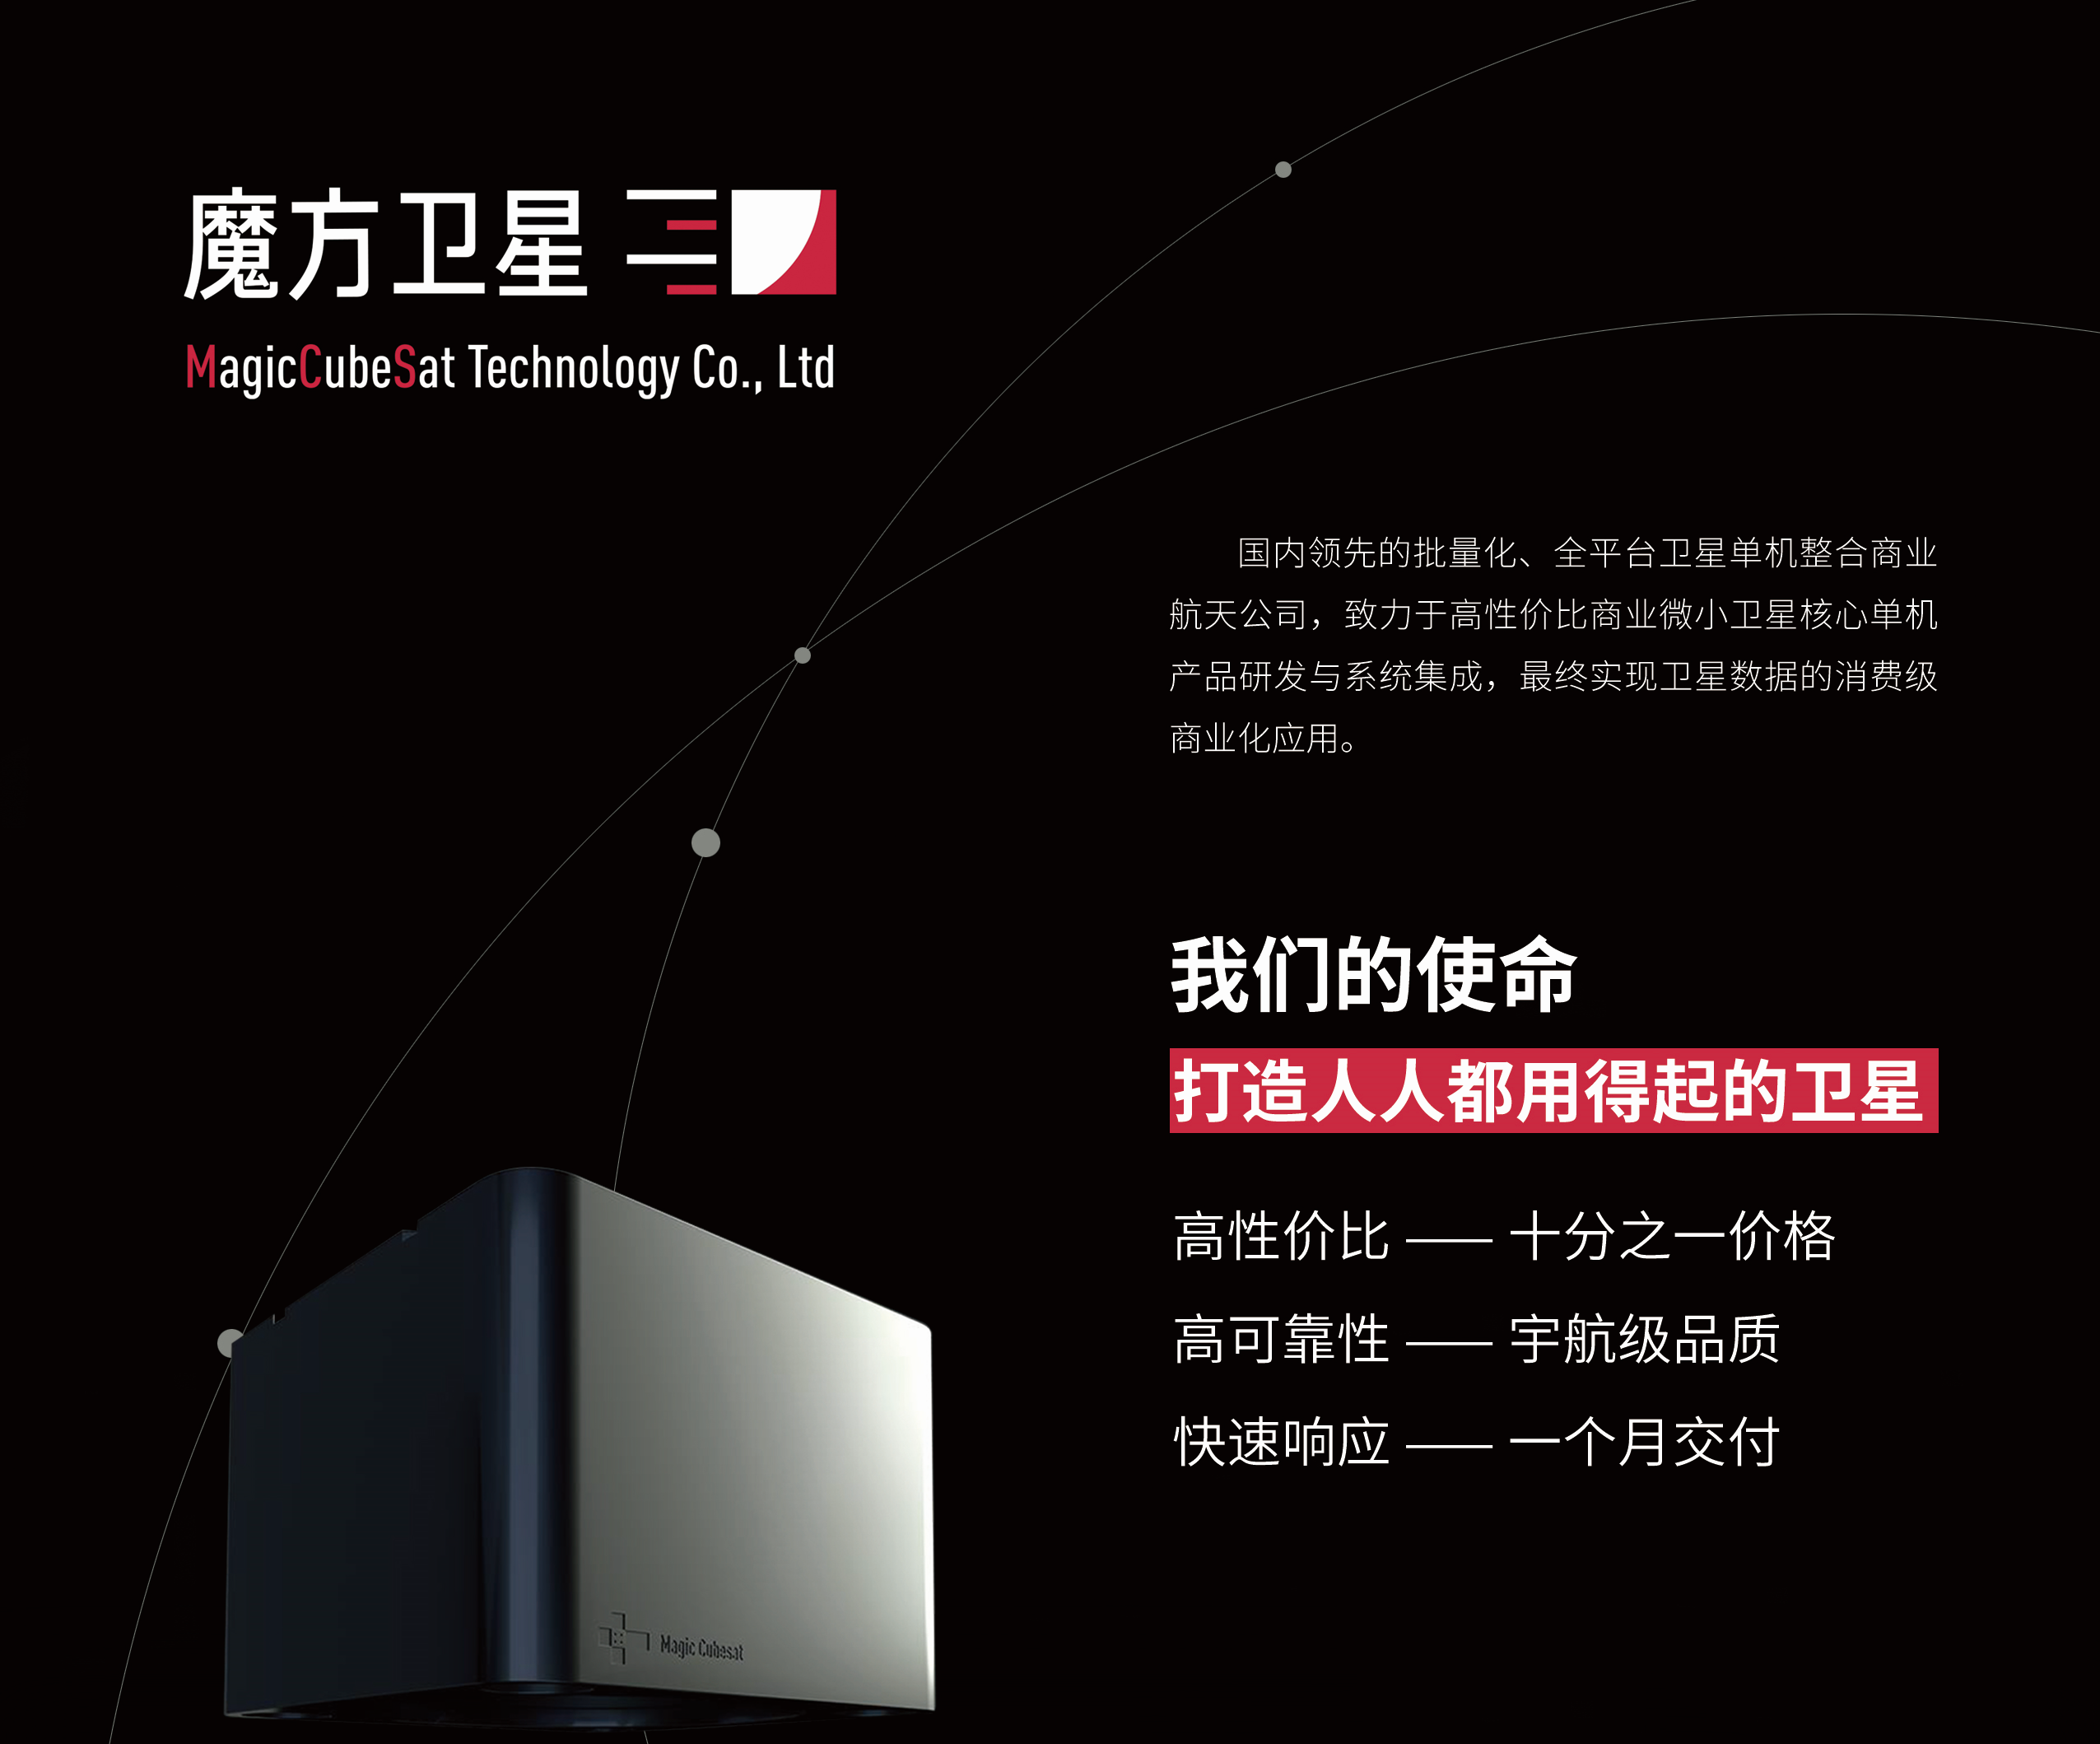 魔方卫星
MagicCubeSat Technology Co., Ltd
国内领先的批量化、全平台卫星单机整合商业
航天公司，致力于高性价比商业微小卫星核心单机
产品研发与系统集成，最终实现卫星数据的消费级
商业化应用。
我们的使命
打造人人都用得起的卫星
高性价比 —— 十分之一价格
高可靠性 —— 宇航级品质
快速响应 —— 一个月交付
Magic Cubesat